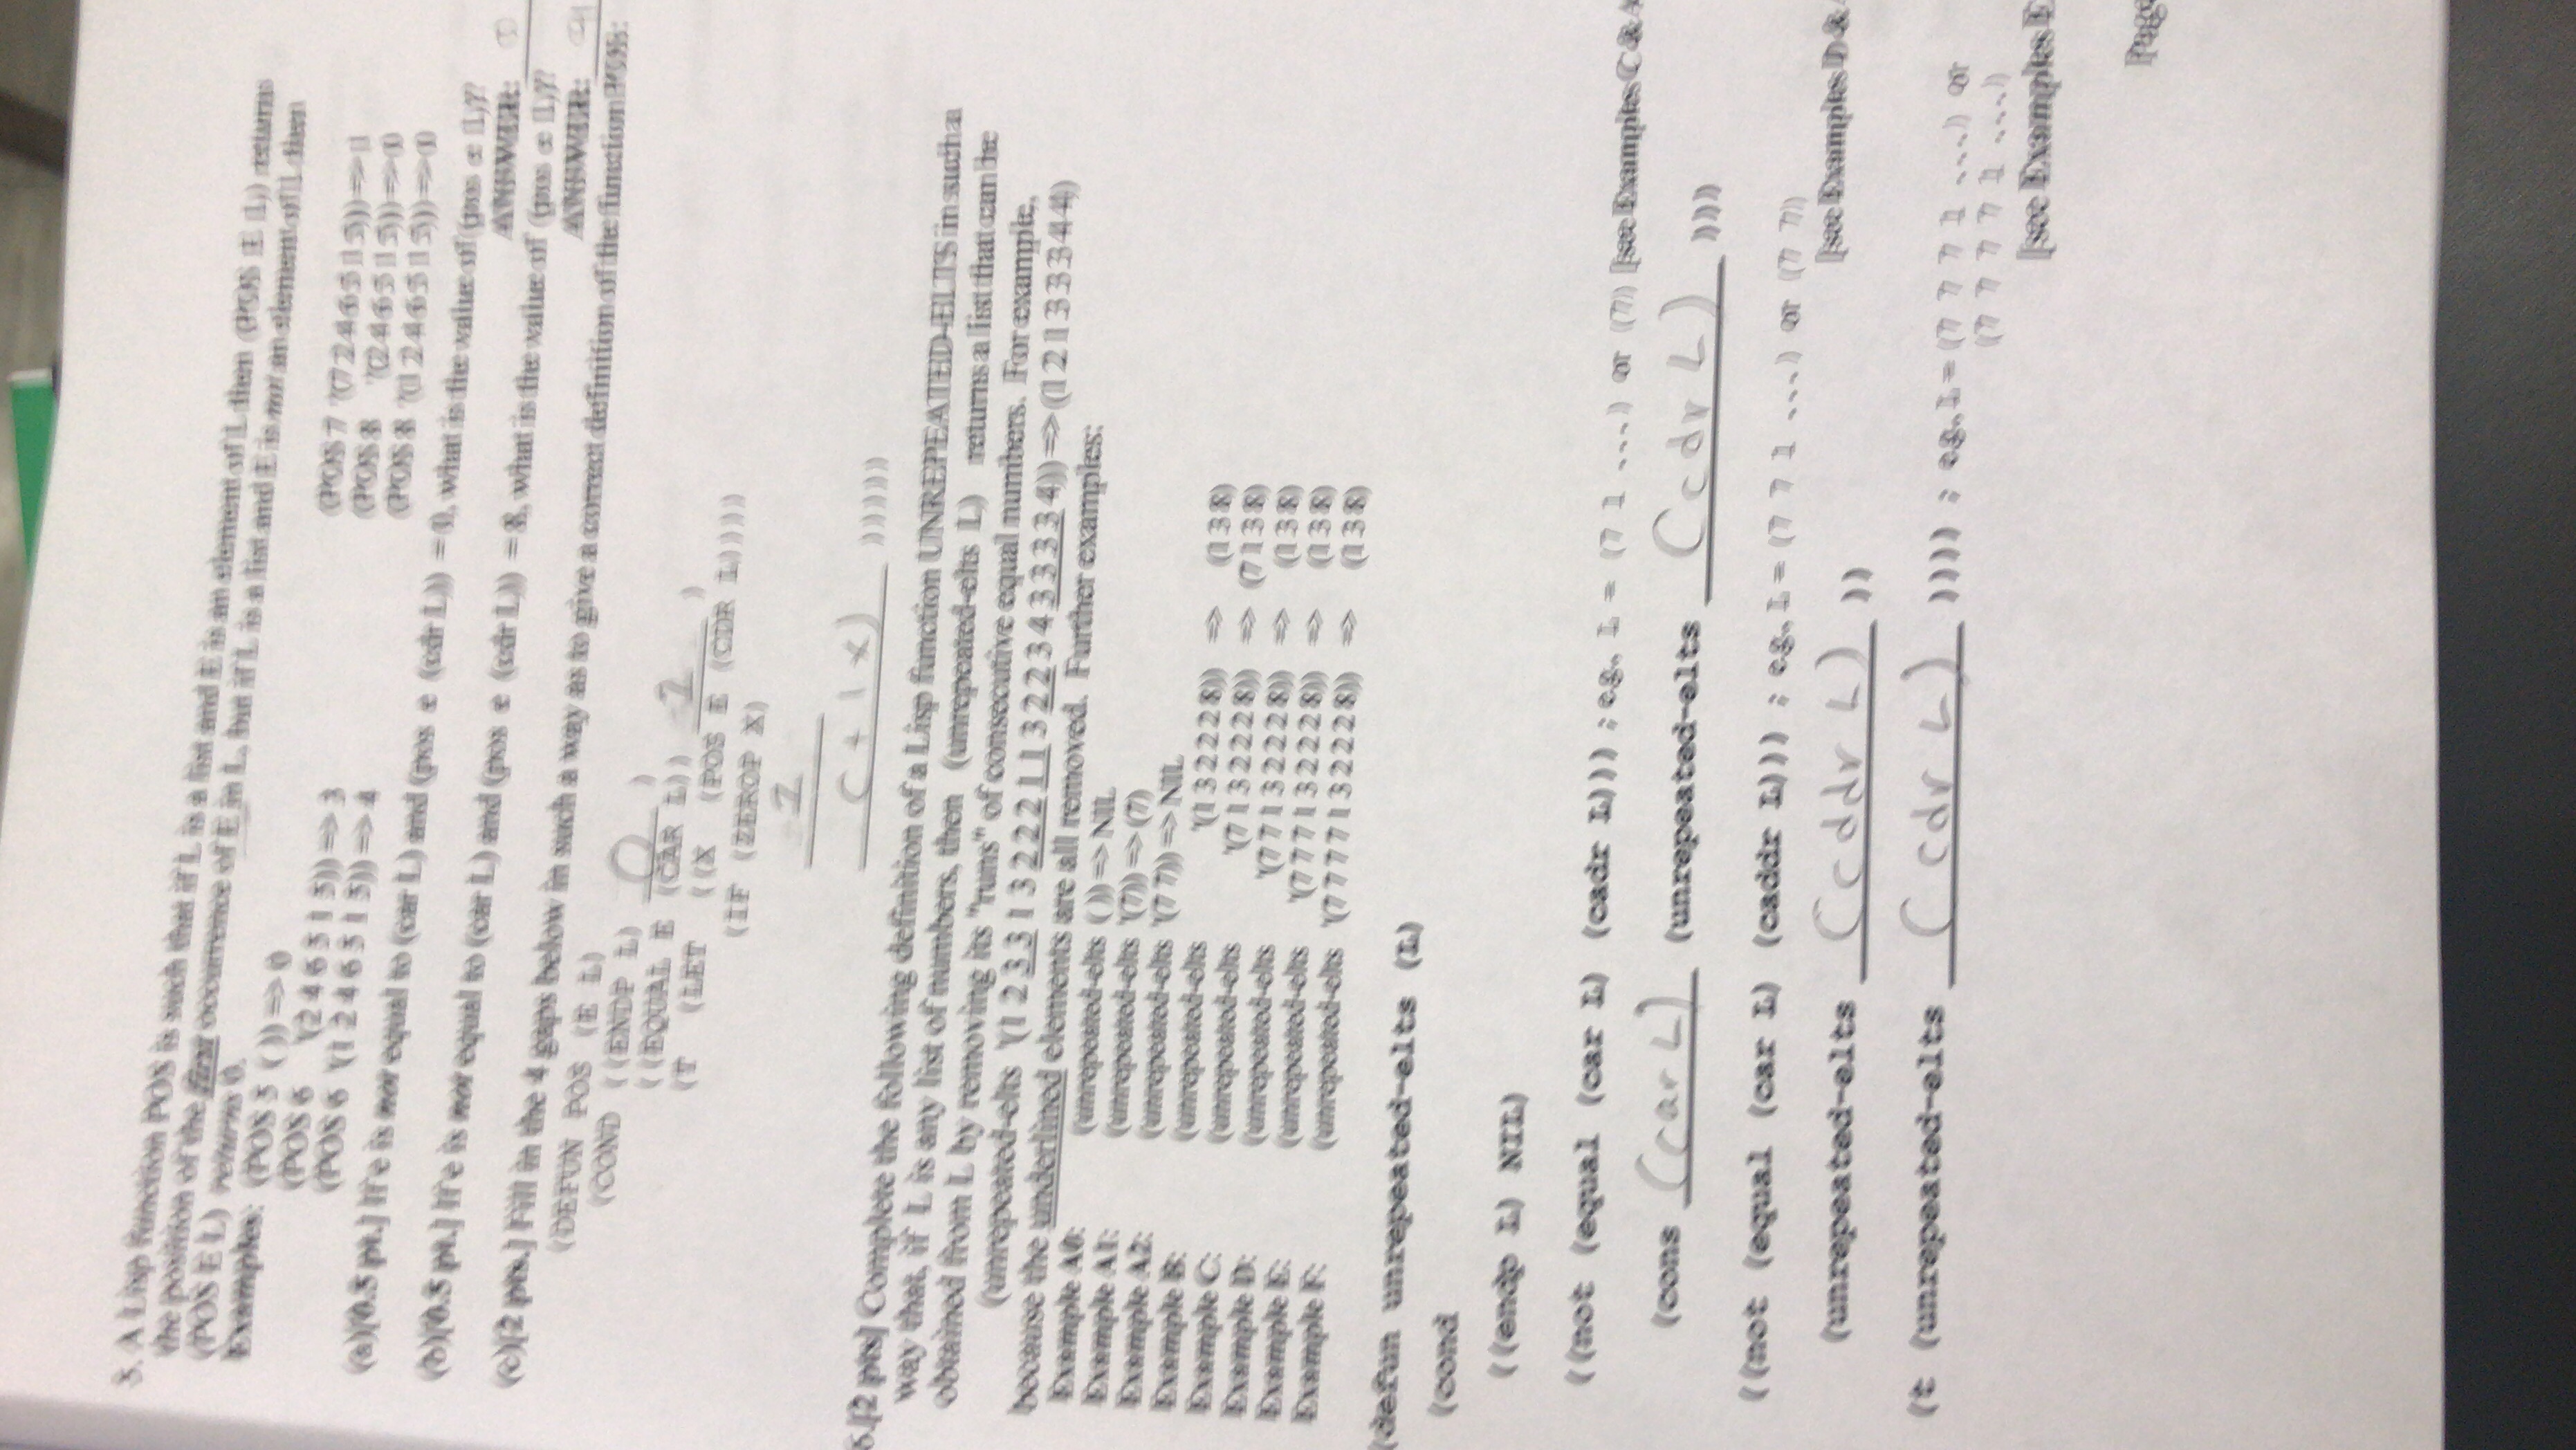 5. A Lisp function POS is such that if L is a list and E is an element of L then (POS E L) returns
the position of the first occurrence of E in L, but if L is a list and E is not an element of L then
(POS E L) returns 0.
Examples: (POS 5 ( )) => 0
(POS 6 '(2 4 6 5 1 5)) => 3 (POS 7 '(7 2 4 6 5 1 5)) => 1
(POS 6 '(1 2 4 6 5 1 5)) => 4 (POS 8 '(2 4 6 5 1 5)) => 0
(POS 8 '(1 2 4 6 5 1 5)) => 0
(a)[0.5 pt.] If e is not equal to (car L) and (pos e (cdr L)) = 0, what is the value of (pos e L)?
ANSWER: 0
(b)[0.5 pt.] If e is not equal to (car L) and (pos e (cdr L)) = 8, what is the value of (pos e L)?
ANSWER:
(c)[2 pts.] Fill in the 4 gaps below in such a way as to give a correct definition of the function POS:
(DEFUN POS (E L)
(COND ((ENDP L) 0 )
((EQUAL E (CAR L)) )
(T (LET ((X (POS E (CDR L))))
(IF (ZEROP X)
(+ 1 x) )))))
6.[2 pts] Complete the following definition of a Lisp function UNREPEATED-ELTS in such a
way that, if L is any list of numbers, then (unrepeated-elts L) returns a list that can be
obtained from L by removing its "runs" of consecutive equal numbers. For example,
(unrepeated-elts '(1 2 3 3 1 3 2 2 2 1 1 3 2 2 3 4 3 3 3 3 4)) => (1 2 1 3 3 3 4 4)
because the underlined elements are all removed. Further examples:
Example A0: (unrepeated-elts ( )) => NIL
Example A1: (unrepeated-elts '(7)) => (7)
Example A2: (unrepeated-elts '(7 7)) => NIL
Example B: (unrepeated-elts '(1 3 2 2 2 8)) => (1 3 8)
Example C: (unrepeated-elts '(7 1 3 2 2 2 8)) => (7 1 3 8)
Example D: (unrepeated-elts '(7 7 1 3 2 2 2 8)) => (1 3 8)
Example E: (unrepeated-elts '(7 7 7 1 3 2 2 2 8)) => (1 3 8)
Example F: (unrepeated-elts '(7 7 7 7 1 3 2 2 2 8)) => (1 3 8)
(defun unrepeated-elts (L)
(cond
((endp L) NIL)
((not (equal (car L) (cadr L))) ; e.g., L = (7 1 ...) or (7) [see Examples C &
(cons (car L) (unrepeated-elts (cdr L) )))
((not (equal (car L) (caddr L))) ; e.g., L = (7 7 1 ...) or (7 7)
[see Examples D &
(unrepeated-elts (cddr L) ))
(t (unrepeated-elts (cdr L) )))) ; e.g., L = (7 7 7 1 ...) or
(7 7 7 7 1 ...)
[see Examples E
Page